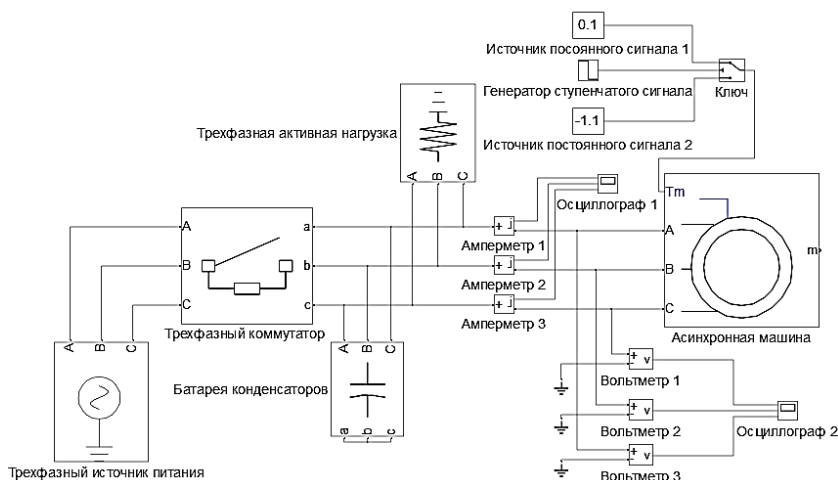 0.1
Источник посоянного сигнала 1
Генератор ступенчатого сигнала
Ключ
-1.1
Источник постоянного сигнала 2
Трехфазная активная нагрузка
A
B
C
Осциллограф 1
Tm
A
B
C
m
Асинхронная машина
A
B
C
a
b
c
Трехфазный коммутатор
+
i
Амперметр 1
+
i
Амперметр 2
+
i
Амперметр 3
A
B
C
Трехфазный источник питания
Батарея конденсаторов
A
B
C
a
b
c
+
v
Вольтметр 1
+
v
Вольтметр 2
+
v
Вольтметр 3
Осциллограф 2